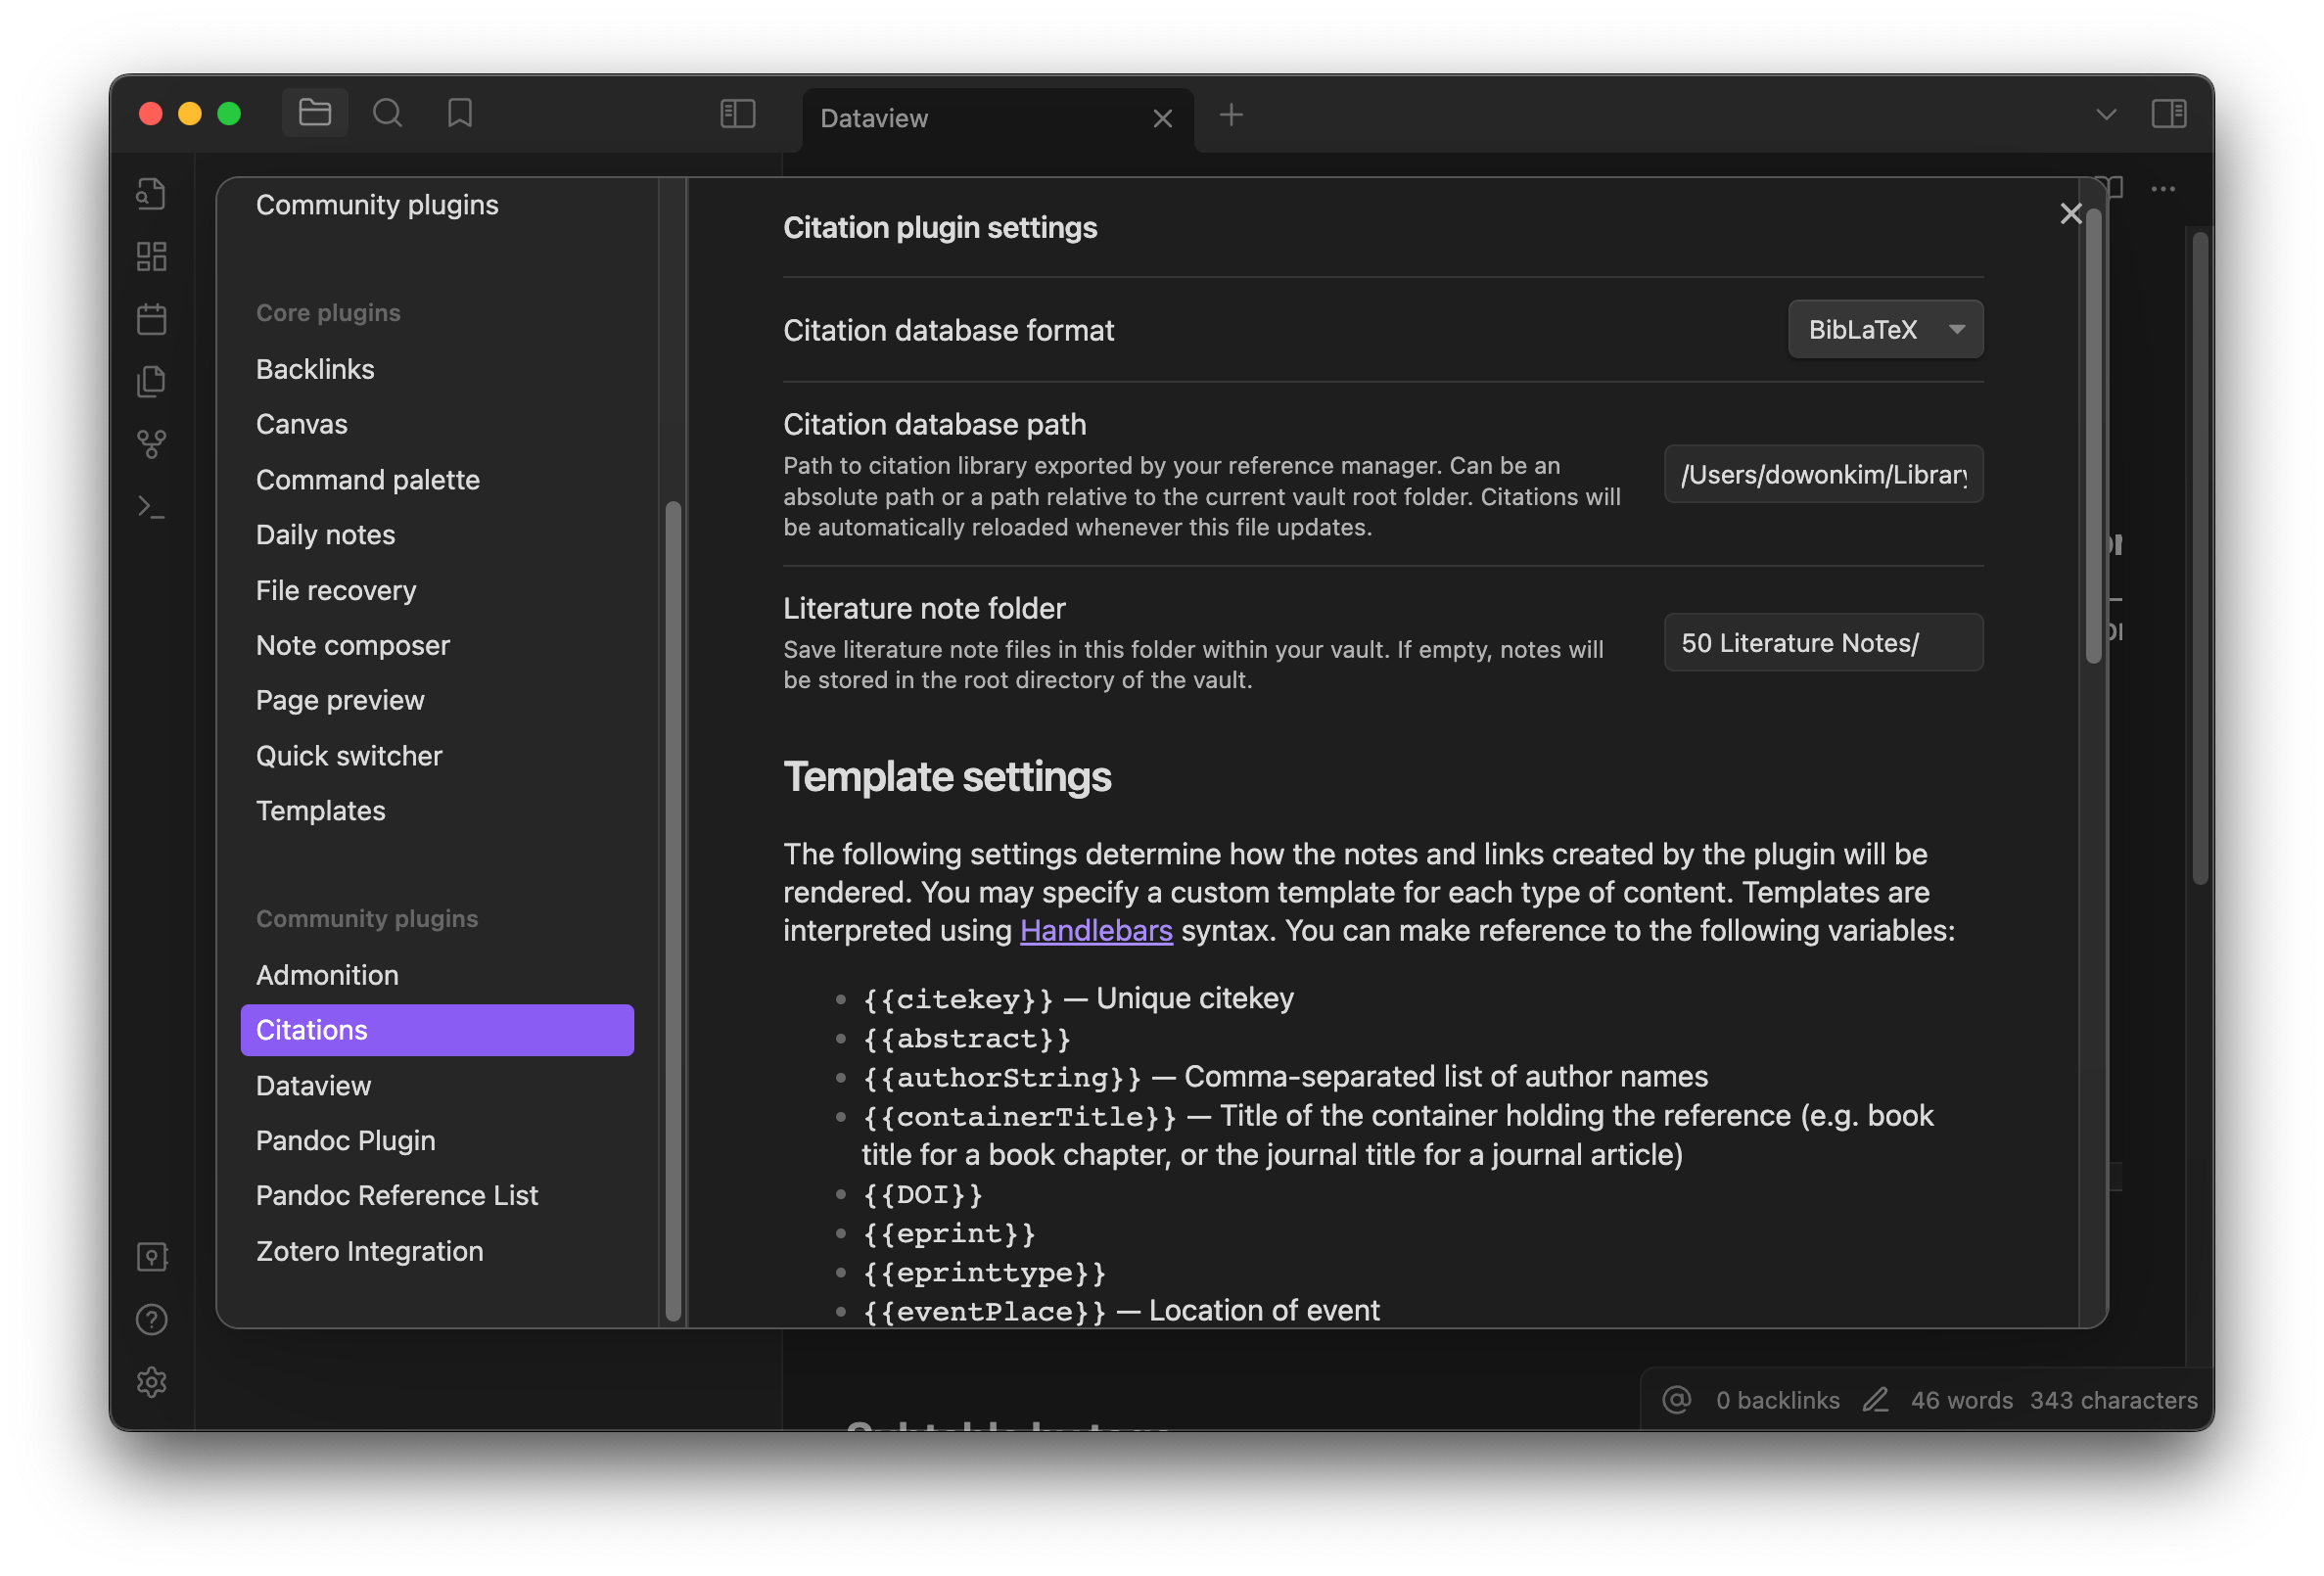 Dataview
Community plugins
Core plugins
Backlinks
Canvas
Command palette
Daily notes
File recovery
Note composer
Page preview
Quick switcher
Templates
Community plugins
Admonition
Citations
Dataview
Pandoc Plugin
Pandoc Reference List
Zotero Integration
Citation plugin settings
Citation database format
BibLaTeX
Citation database path
Path to citation library exported by your reference manager. Can be an
absolute path or a path relative to the current vault root folder. Citations will
be automatically reloaded whenever this file updates.
/Users/dowonkim/Library
Literature note folder
Save literature note files in this folder within your vault. If empty, notes will
be stored in the root directory of the vault.
50 Literature Notes/
Template settings
The following settings determine how the notes and links created by the plugin will be
rendered. You may specify a custom template for each type of content. Templates are
interpreted using Handlebars syntax. You can make reference to the following variables:
• {{citekey}} — Unique citekey
• {{abstract}}
• {{authorString}} — Comma-separated list of author names
• {{containerTitle}} — Title of the container holding the reference (e.g. book
title for a book chapter, or the journal title for a journal article)
• {{DOI}}
• {{eprint}}
• {{eprinttype}}
• {{eventPlace}} — Location of event
0 backlinks 46 words 343 characters